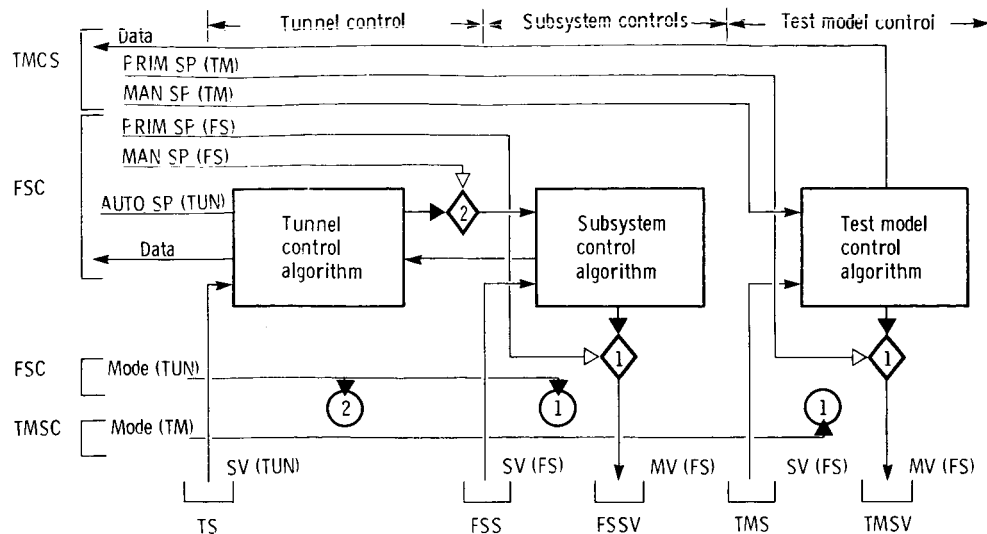 Tunnel control
Subsystem controls
Test model control
Data
TMCS
PRIM SP (TM)
MAN SP (TM)
PRIM SP (FS)
MAN SP (FS)
FSC
AUTO SP (TUN)
Data
Tunnel
control
algorithm
2
Subsystem
control
algorithm
Test model
control
algorithm
1
1
FSC
Mode (TUN)
2
1
1
TMSC
Mode (TM)
SV (TUN)
SV (FS)
MV (FS)
SV (FS)
MV (FS)
TS
FSS
FSSV
TMS
TMSV